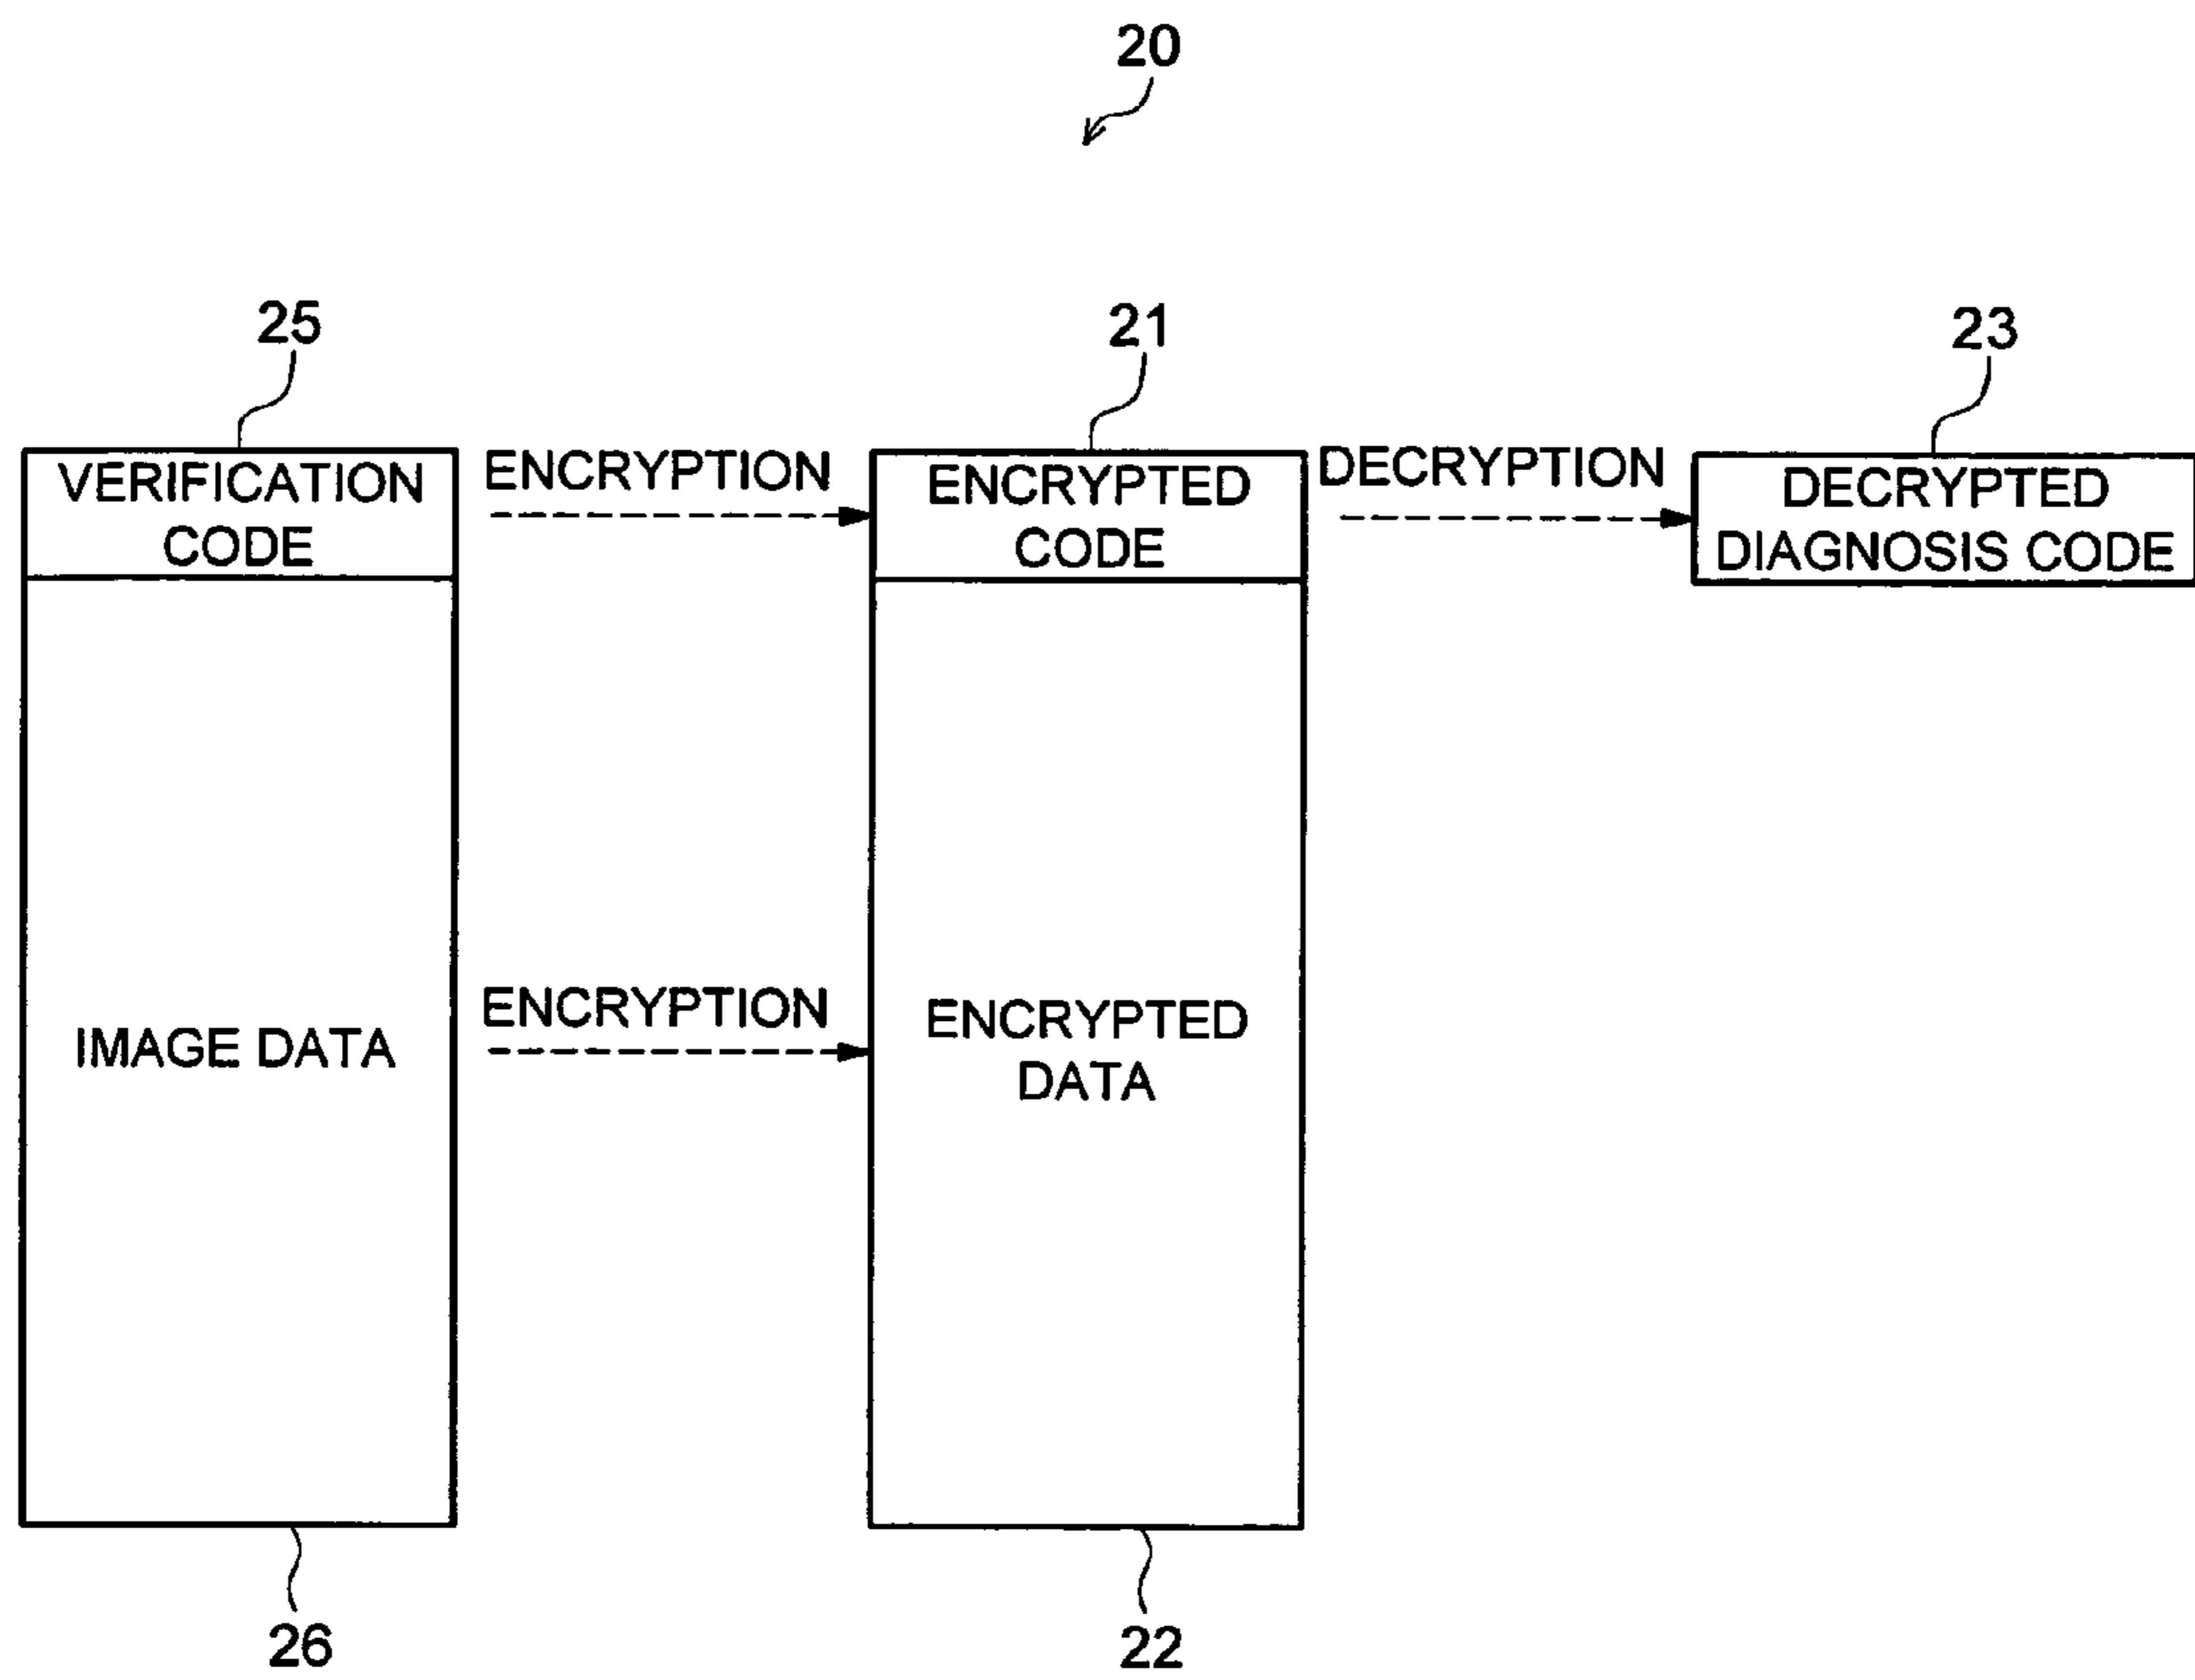 20
25
21
23
VERIFICATION
CODE
ENCRYPTION
ENCRYPTED
CODE
DECRYPTION
DECRYPTED
DIAGNOSIS CODE
IMAGE DATA
ENCRYPTION
ENCRYPTED
DATA
26
22